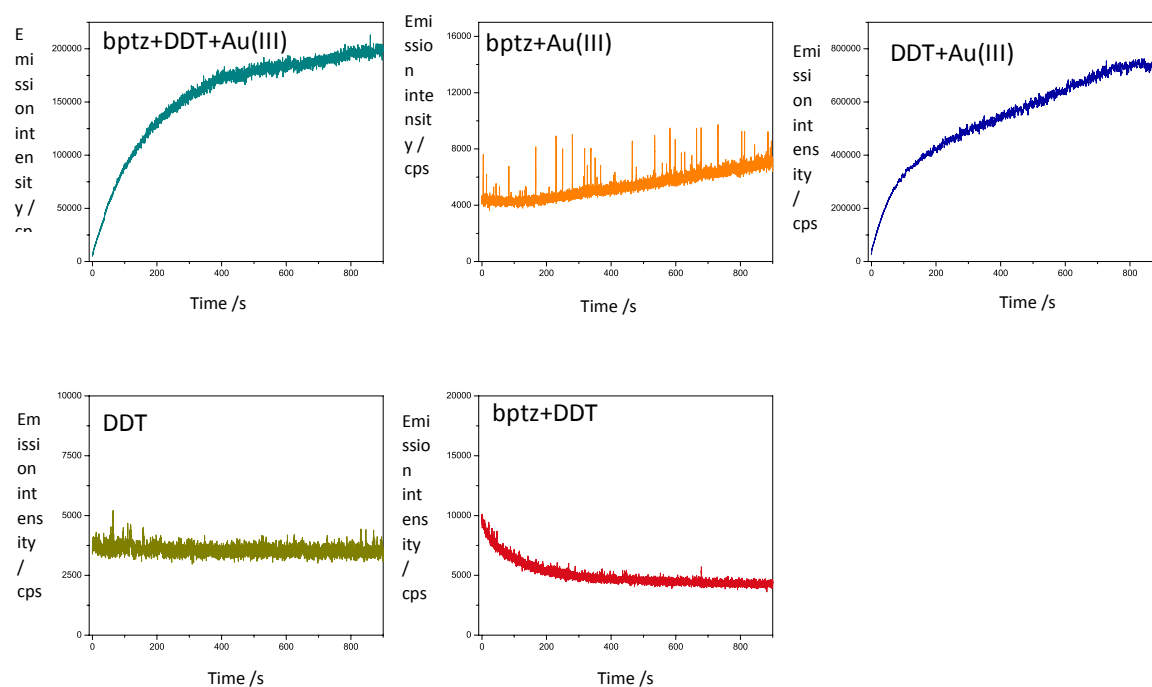 E
mi
ssi
on
int
en
sit
y /
cp
bptz+DDT+Au(III)
200000
150000
100000
50000
0
0 200 400 600 800
Time /s
Emi
ssio
n
inte
nsit
y /
cps
bptz+Au(III)
16000
12000
8000
4000
0
0 200 400 600 800
Time /s
Emi
ssi
on
int
ens
ity
/
cps
DDT+Au(III)
800000
600000
400000
200000
0
0 200 400 600 800
Time /s
Em
issi
on
int
ens
ity
/
cps
DDT
10000
7500
5000
2500
0
0 200 400 600 800
Time /s
Emi
ssio
n
int
ens
ity
/
cps
bptz+DDT
20000
15000
10000
5000
0
0 200 400 600 800
Time /s